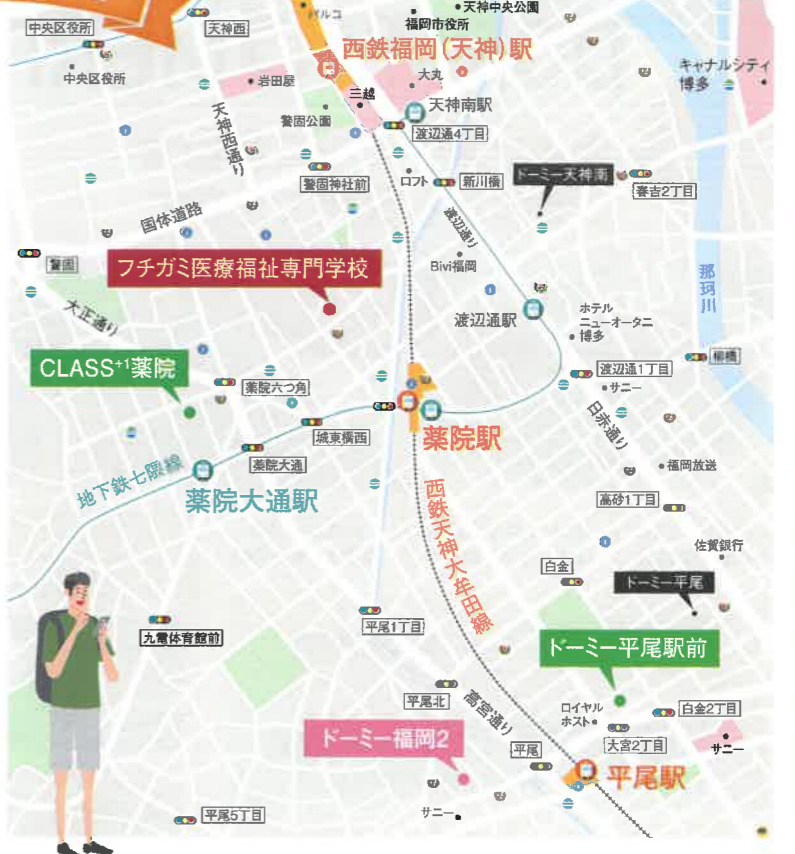 パルコ
天神中央公園
福岡市役所
中央区役所
天神西
西鉄福岡(天神)駅
中央区役所
岩田屋
大丸
キャナルシティ
博多
三越
天神南駅
警固公園
渡辺通4丁目
天神西通り
警固神社前
ロフト
新川橋
ドーミー天神南
春吉2丁目
国体道路
渡辺通り
警固
フチガミ医療福祉専門学校
Bivi福岡
那珂川
大正通り
渡辺通駅
ホテル
ニューオータニ
博多
CLASS+1薬院
柳橋
渡辺通1丁目
薬院六つ角
サニー
日赤通り
城東橋西
薬院駅
薬院大通
福岡放送
地下鉄七隈線
薬院大通駅
高砂1丁目
西鉄天神大牟田線
佐賀銀行
白金
ドーミー平尾
平尾1丁目
九電体育館前
ドーミー平尾駅前
平尾北
高宮通り
ロイヤル
ホスト
白金2丁目
ドーミー福岡2
平尾
大宮2丁目
サニー
平尾駅
サニー
平尾5丁目